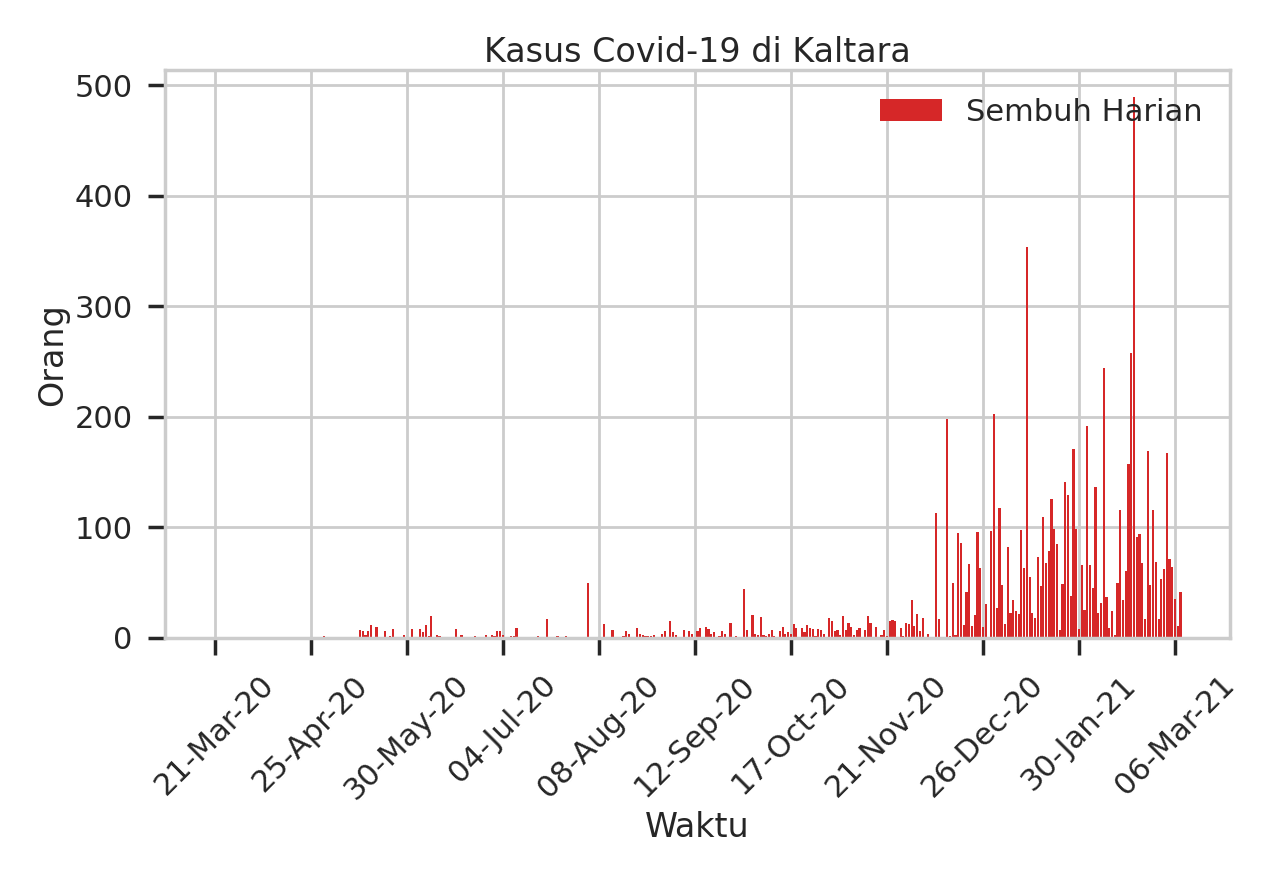 Kasus Covid-19 di Kaltara
Sembuh Harian
Orang
500
400
300
200
100
0
21-Mar-20
25-Apr-20
30-May-20
04-Jul-20
08-Aug-20
12-Sep-20
17-Oct-20
21-Nov-20
26-Dec-20
30-Jan-21
06-Mar-21
Waktu